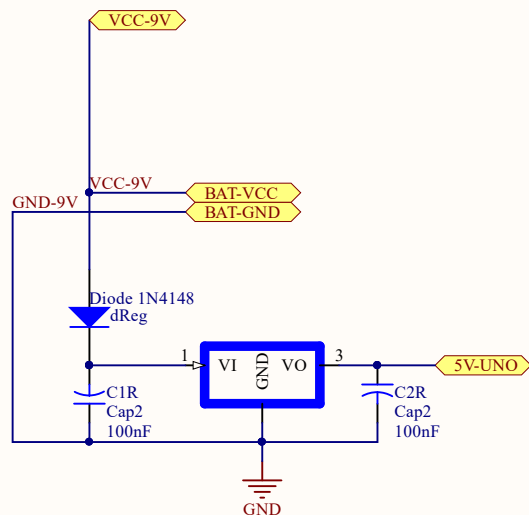 VCC-9V
VCC-9V
BAT-VCC
GND-9V
BAT-GND
Diode 1N4148
dReg
1
VI
GND
VO
3
5V-UNO
C1R
Cap2
100nF
C2R
Cap2
100nF
GND